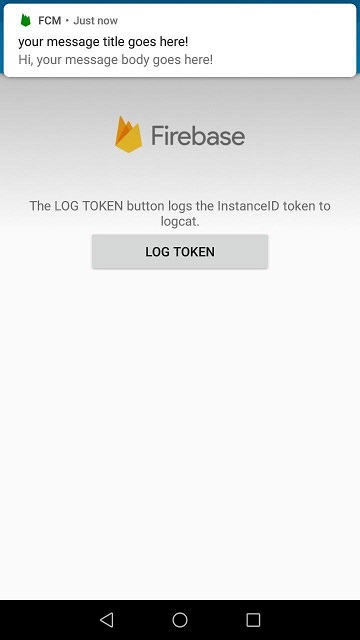 FCM • Just now
your message title goes here!
Hi, your message body goes here!
Firebase
The LOG TOKEN button logs the InstanceID token to
logcat.
LOG TOKEN